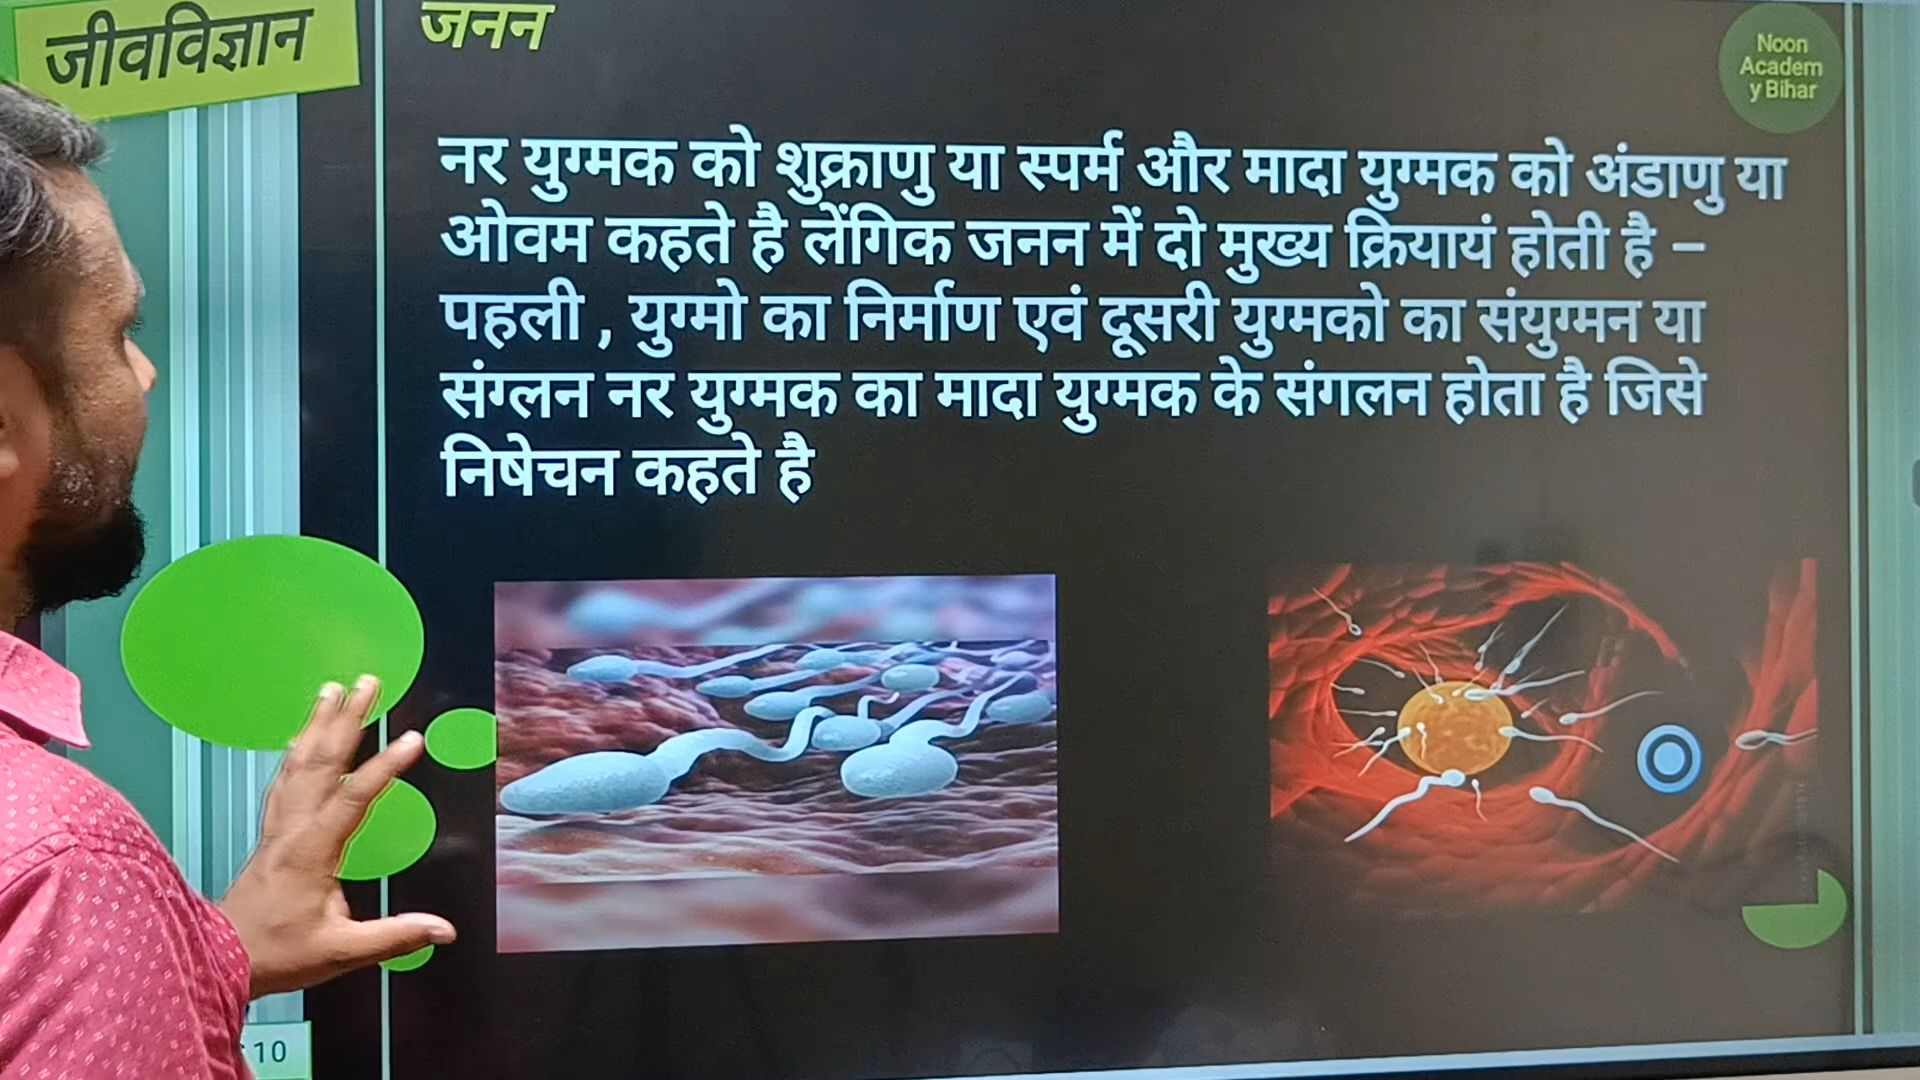 जीवविज्ञान
जनन
Noon
Academ
y Bihar
नर युग्मक को शुक्राणु या स्पर्म और मादा युग्मक को अंडाणु या
ओवम कहते है लेंगिक जनन में दो मुख्य क्रियायं होती है –
पहली , युग्मो का निर्माण एवं दूसरी युग्मको का संयुग्मन या
संग्लन नर युग्मक का मादा युग्मक के संगलन होता है जिसे
निषेचन कहते है
10